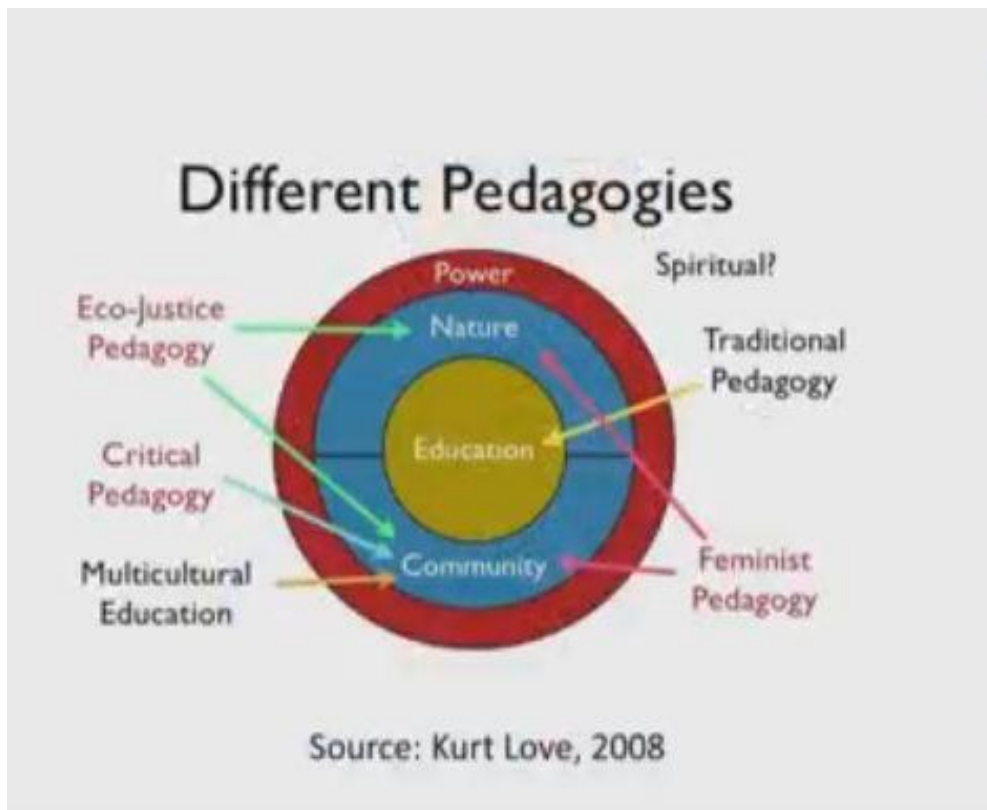 Different Pedagogies
Power
Spiritual?
Eco-Justice
Pedagogy
Nature
Traditional
Pedagogy
Education
Critical
Pedagogy
Community
Multicultural
Education
Feminist
Pedagogy
Source: Kurt Love, 2008